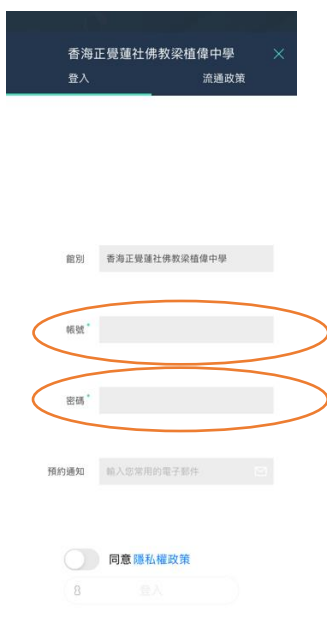 香海正覺蓮社佛教梁植偉中學 ×
登入 流通政策
館別 香海正覺蓮社佛教梁植偉中學
帳號*
密碼*
預約通知 輸入您常用的電子郵件
同意 隱私權政策
登入